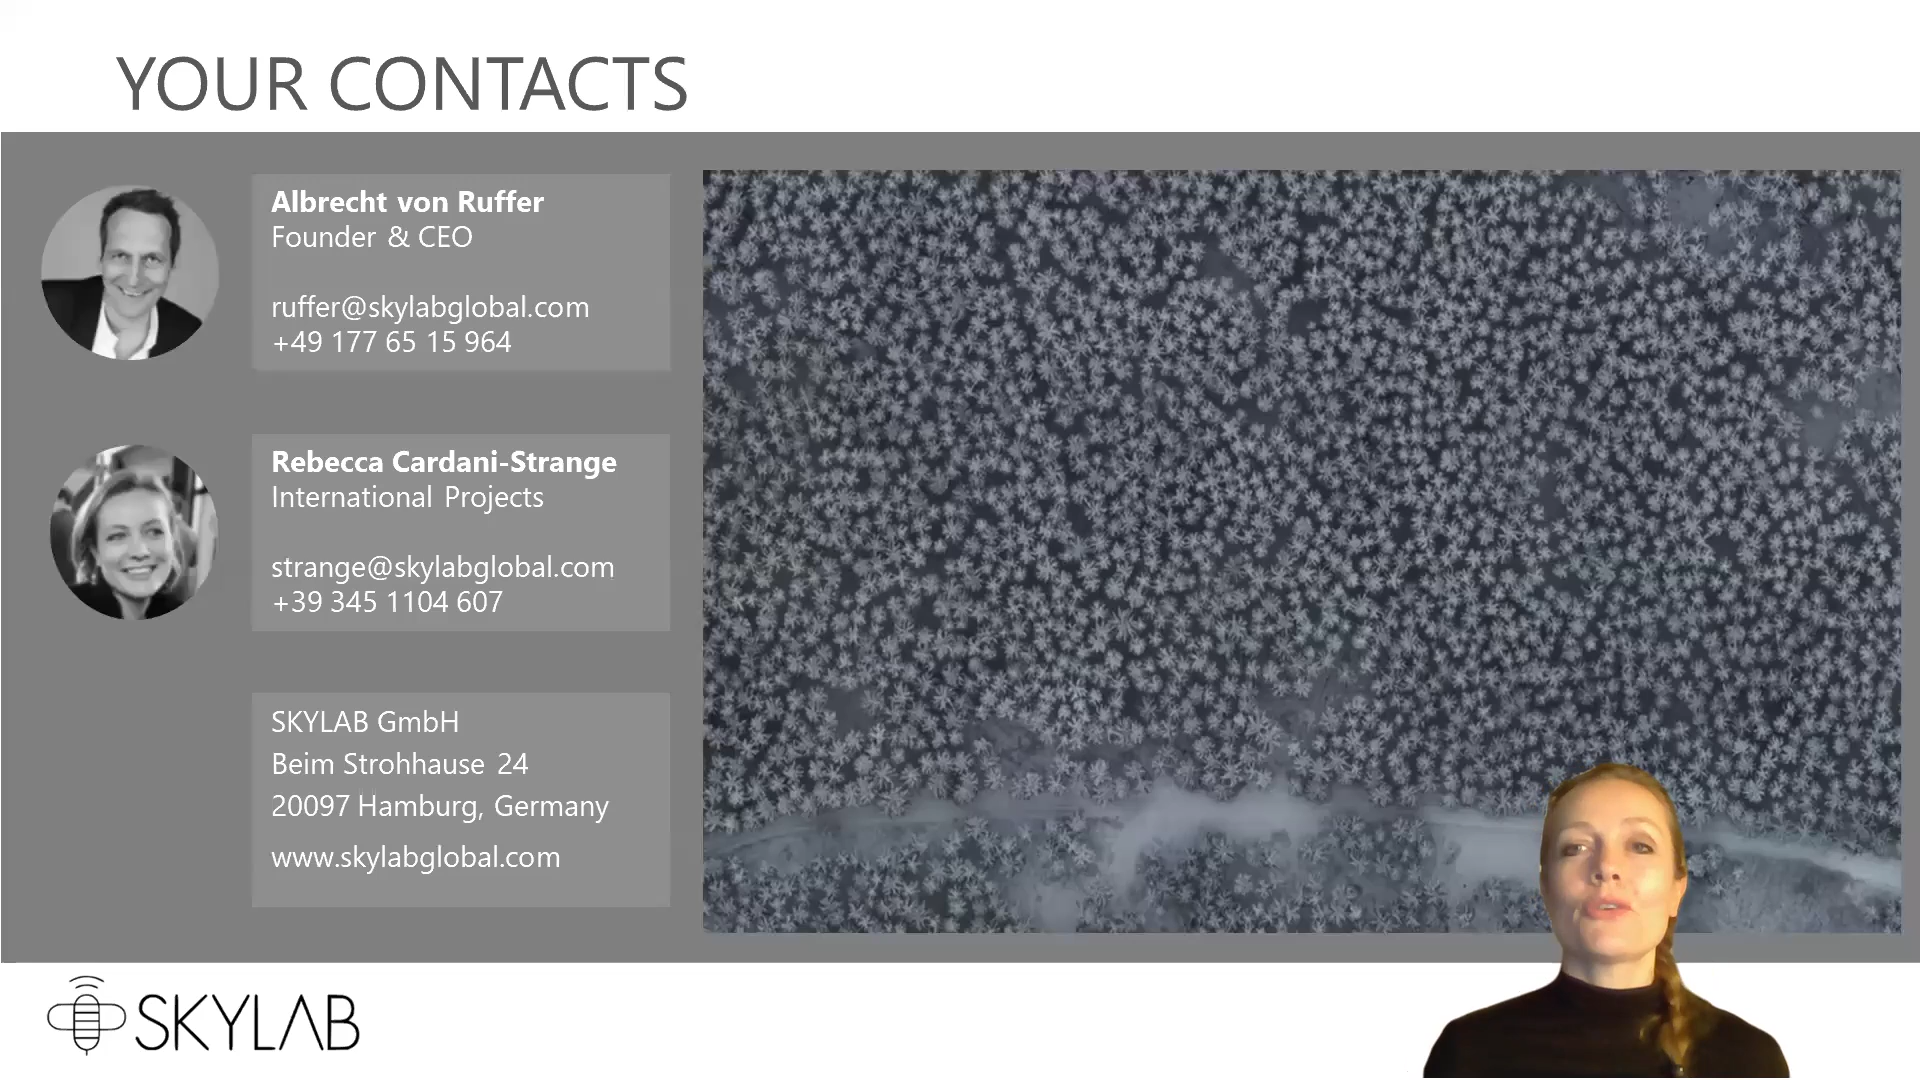 YOUR CONTACTS
Albrecht von Ruffer
Founder & CEO
ruffer@skylabglobal.com
+49 177 65 15 964
Rebecca Cardani-Strange
International Projects
strange@skylabglobal.com
+39 345 1104 607
SKYLAB GmbH
Beim Strohhause 24
20097 Hamburg, Germany
www.skylabglobal.com
SKYLAB